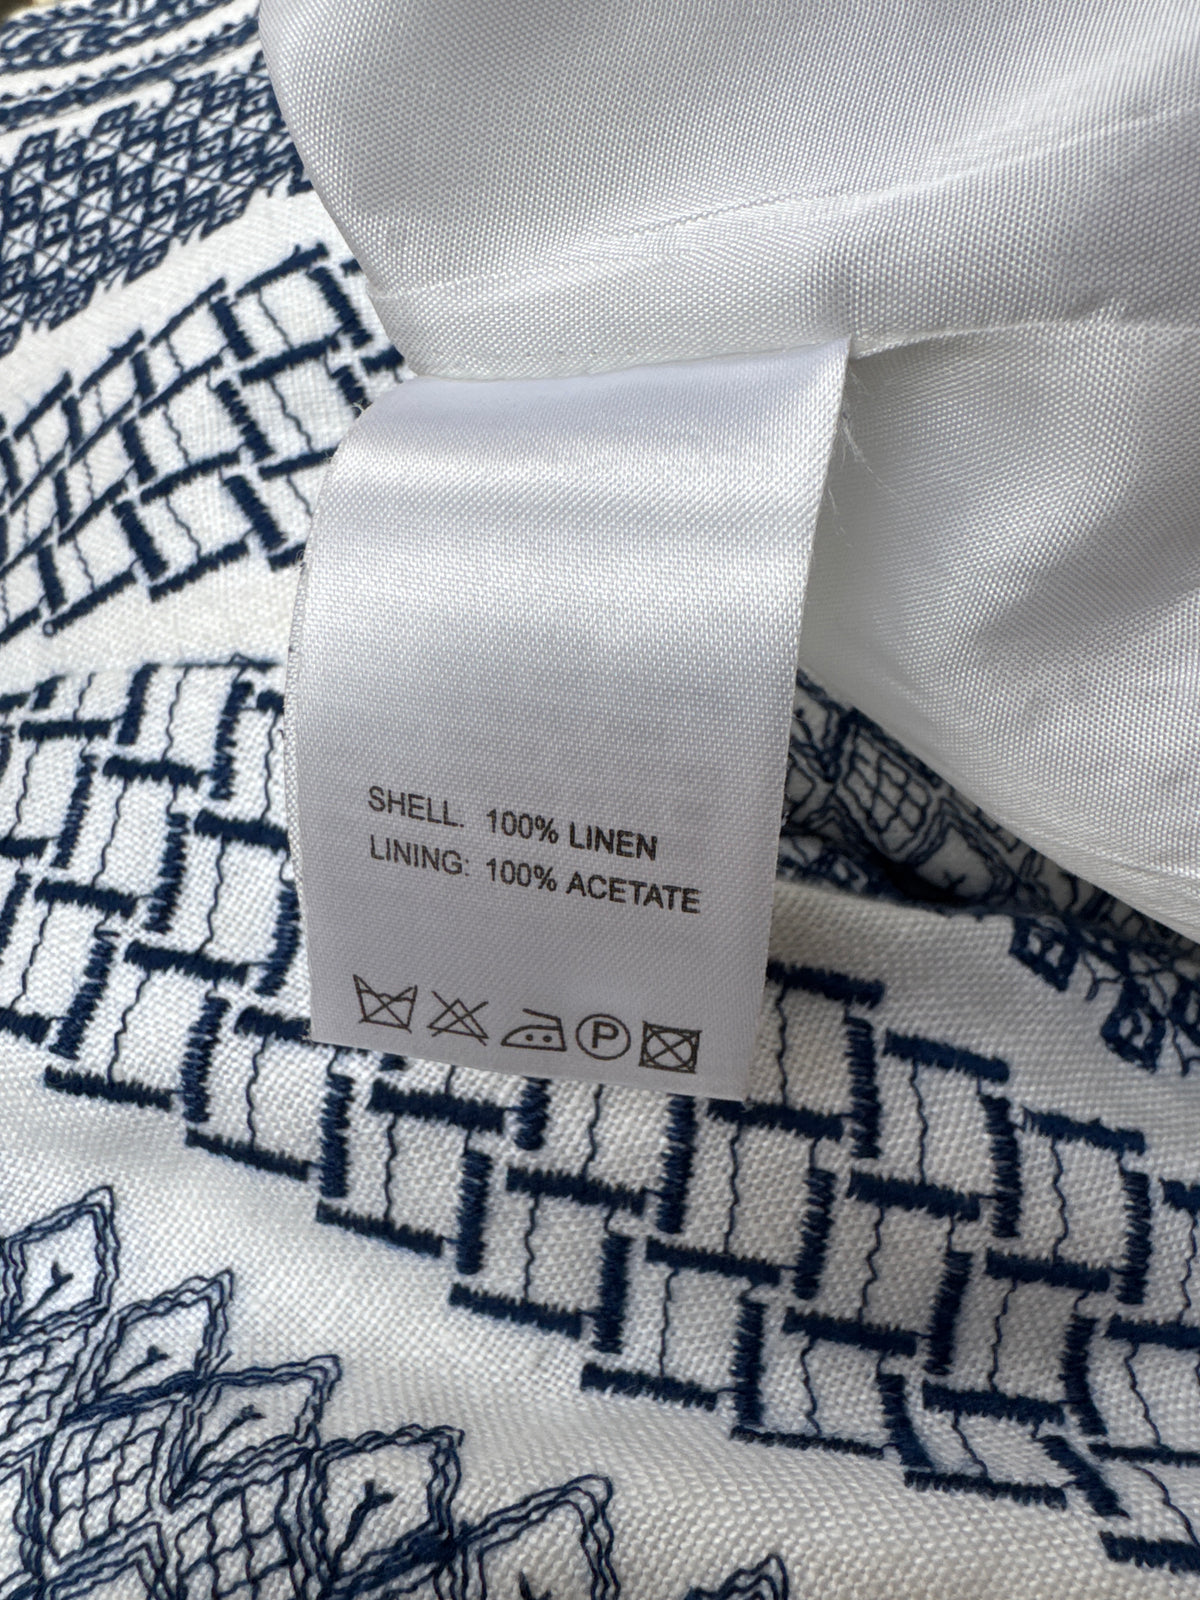 SHELL. 100% LINEN
LINING: 100% ACETATE
P